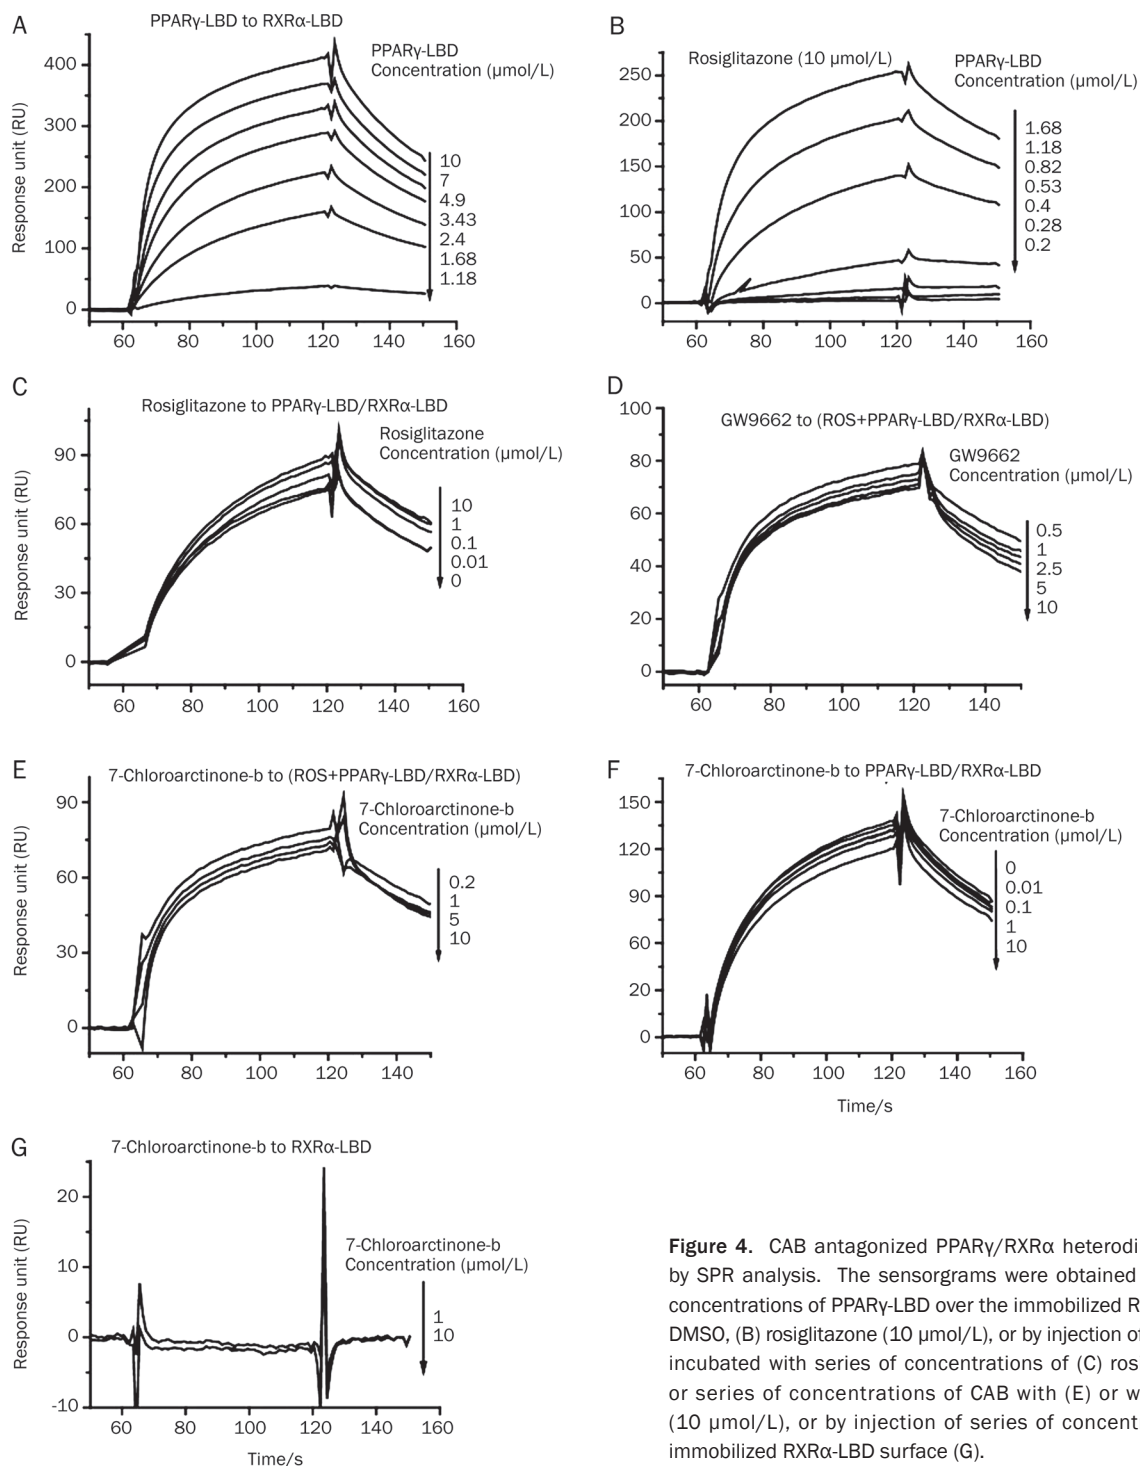 A
PPARγ-LBD to RXRα-LBD
PPARγ-LBD
Concentration (μmol/L)
Response unit (RU)
400
300
200
100
0
10
7
4.9
3.43
2.4
1.68
1.18
60 80 100 120 140 160
B
Rosiglitazone (10 μmol/L)
PPARγ-LBD
Concentration (μmol/L)
250
200
150
100
50
0
1.68
1.18
0.82
0.53
0.4
0.28
0.2
60 80 100 120 140 160
C
Rosiglitazone to PPARγ-LBD/RXRα-LBD
Rosiglitazone
Concentration (μmol/L)
Response unit (RU)
90
60
30
0
10
1
0.1
0.01
0
60 80 100 120 140 160
D
GW9662 to (ROS+PPARγ-LBD/RXRα-LBD)
GW9662
Concentration (μmol/L)
100
80
60
40
20
0
0.5
1
2.5
5
10
60 80 100 120 140
E
7-Chloroarctinone-b to (ROS+PPARγ-LBD/RXRα-LBD)
7-Chloroarctinone-b
Concentration (μmol/L)
Response unit (RU)
90
60
30
0
0.2
1
5
10
60 80 100 120 140
F
7-Chloroarctinone-b to PPARγ-LBD/RXRα-LBD
7-Chloroarctinone-b
Concentration (μmol/L)
150
120
90
60
20
0
0
0.01
0.1
1
10
60 80 100 120 140 160
Time/s
G
7-Chloroarctinone-b to RXRα-LBD
7-Chloroarctinone-b
Concentration (μmol/L)
Response unit (RU)
20
10
0
-10
1
10
60 80 100 120 140 160
Time/s
Figure 4. CAB antagonized PPARγ/RXRα heterodi
by SPR analysis. The sensorgrams were obtained
concentrations of PPARγ-LBD over the immobilized R
DMSO, (B) rosiglitazone (10 μmol/L), or by injection of
incubated with series of concentrations of (C) ros
or series of concentrations of CAB with (E) or w
(10 μmol/L), or by injection of series of concent
immobilized RXRα-LBD surface (G).